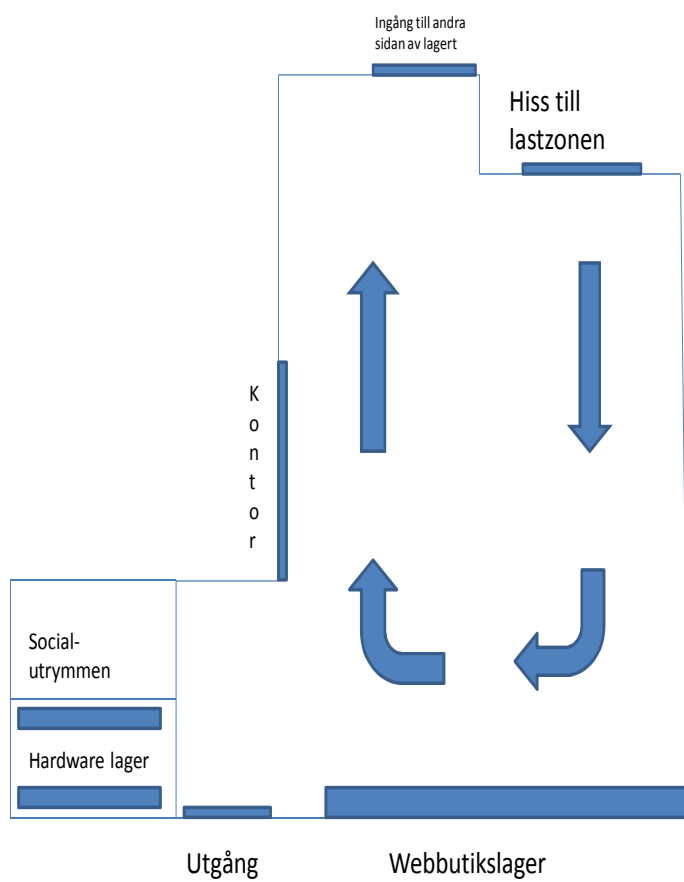 Ingång till andra
sidan av lagert
Hiss till
lastzonen
K
o
n
t
o
r
Social-
utrymmen
Hardware lager
Utgång
Webbutikslager